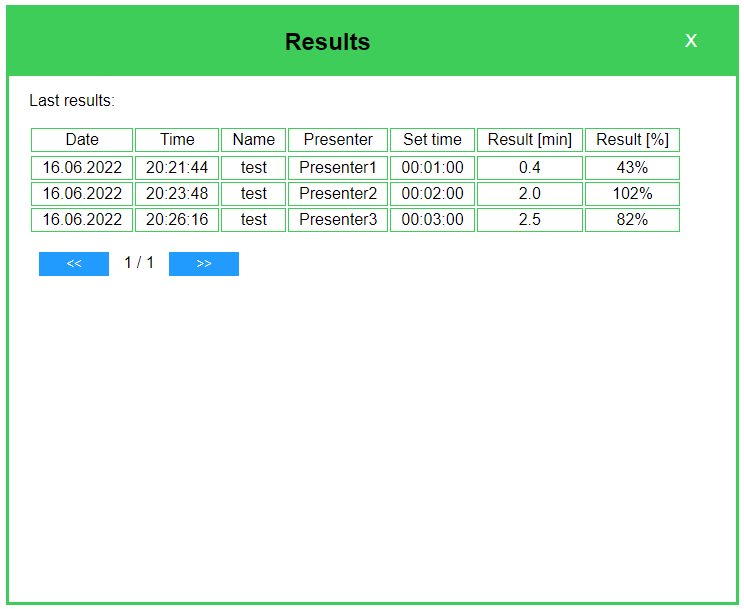 Results X
Last results:
Date Time Name Presenter Set time Result [min] Result [%]
16.06.2022 20:21:44 test Presenter1 00:01:00 0.4 43%
16.06.2022 20:23:48 test Presenter2 00:02:00 2.0 102%
16.06.2022 20:26:16 test Presenter3 00:03:00 2.5 82%
<< 1 / 1 >>